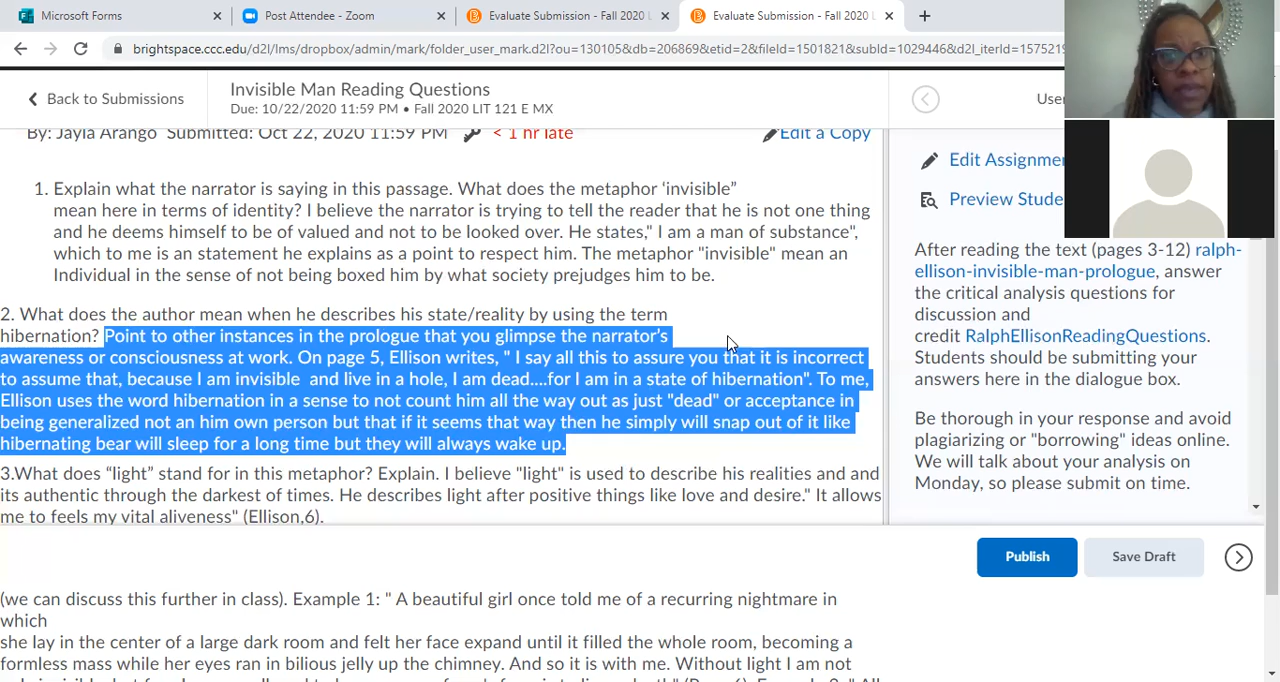 Microsoft Forms
Post Attendee - Zoom
Evaluate Submission - Fall 2020 L
Evaluate Submission - Fall 2020 L
brightspace.ccc.edu/d2l/lms/dropbox/admin/mark/folder_user_mark.d2l?ou=130105&db=206869&etid=2&fileId=1501821&subId=1029446&d2l_iterId=1575219
Back to Submissions
Invisible Man Reading Questions
Due: 10/22/2020 11:59 PM • Fall 2020 LIT 121 E MX
User
By: Jayla Arango Submitted: Oct 22, 2020 11:59 PM < 1 hr late
Edit a Copy
1. Explain what the narrator is saying in this passage. What does the metaphor 'invisible"
mean here in terms of identity? I believe the narrator is trying to tell the reader that he is not one thing
and he deems himself to be of valued and not to be looked over. He states," I am a man of substance",
which to me is an statement he explains as a point to respect him. The metaphor "invisible" mean an
Individual in the sense of not being boxed him by what society prejudges him to be.
2. What does the author mean when he describes his state/reality by using the term
hibernation? Point to other instances in the prologue that you glimpse the narrator's
awareness or consciousness at work. On page 5, Ellison writes, " I say all this to assure you that it is incorrect
to assume that, because I am invisible and live in a hole, I am dead....for I am in a state of hibernation". To me,
Ellison uses the word hibernation in a sense to not count him all the way out as just "dead" or acceptance in
being generalized not an him own person but that if it seems that way then he simply will snap out of it like
hibernating bear will sleep for a long time but they will always wake up.
3.What does "light" stand for in this metaphor? Explain. I believe "light" is used to describe his realities and and
its authentic through the darkest of times. He describes light after positive things like love and desire." It allows
me to feels my vital aliveness" (Ellison,6).
Edit Assignme
Preview Stude
After reading the text (pages 3-12) ralph-
ellison-invisible-man-prologue, answer
the critical analysis questions for
discussion and
credit RalphEllisonReadingQuestions.
Students should be submitting your
answers here in the dialogue box.
Be thorough in your response and avoid
plagiarizing or "borrowing" ideas online.
We will talk about your analysis on
Monday, so please submit on time.
Publish
Save Draft
(we can discuss this further in class). Example 1: " A beautiful girl once told me of a recurring nightmare in
which
she lay in the center of a large dark room and felt her face expand until it filled the whole room, becoming a
formless mass while her eyes ran in bilious jelly up the chimney. And so it is with me. Without light I am not